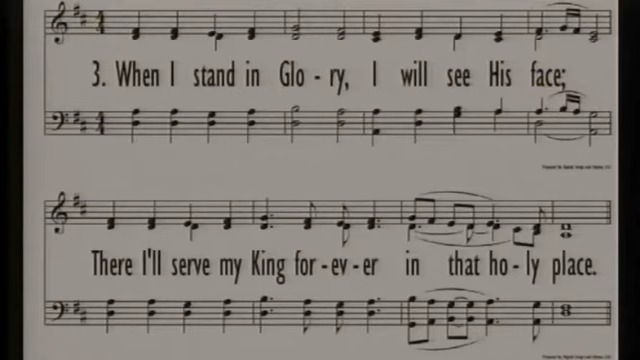 3. When I stand in Glo - ry, I will see His face;
There I'll serve my King for - ev - er in that ho - ly place.